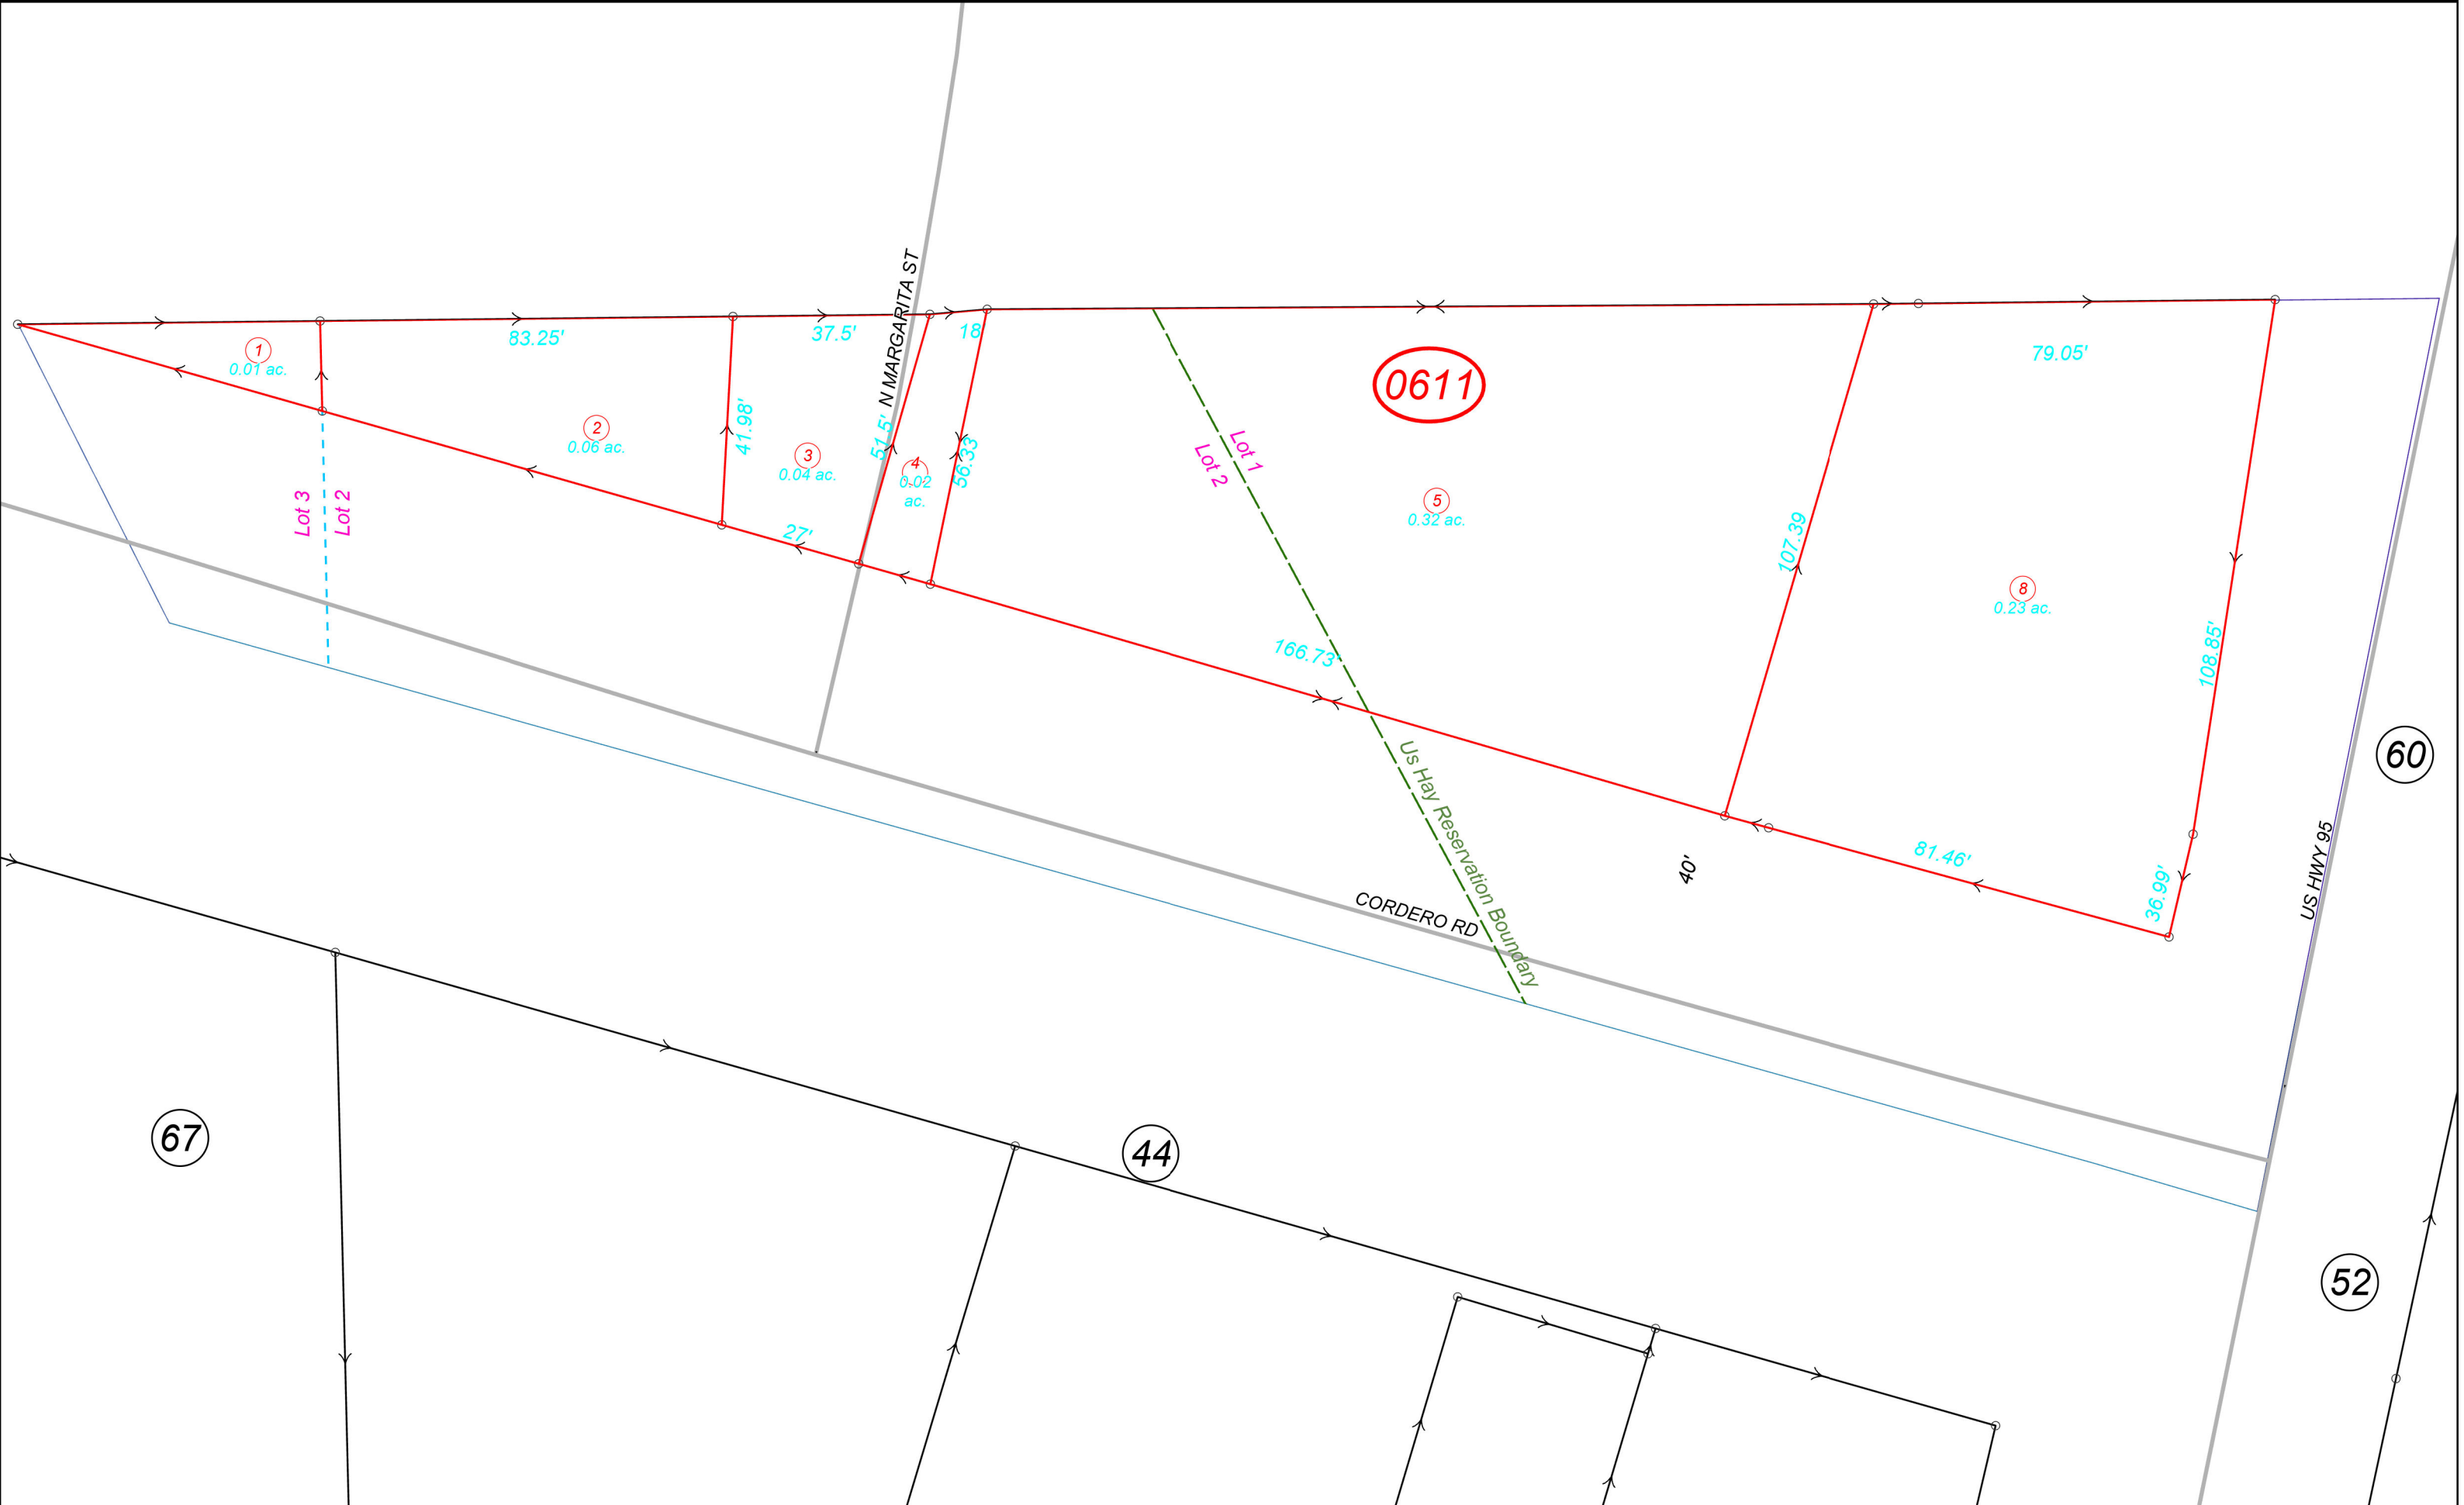 N MARGARITA ST
83.25'
37.5'
18'
1
0.01 ac.
79.05'
0611
2
0.06 ac.
41.98'
3
0.04 ac.
51.5'
4
0.02
ac.
56.33
Lot 1
Lot 2
5
0.32 ac.
Lot 3
Lot 2
27'
107.39
8
0.23 ac.
166.73'
108.85'
Us Hay Reservation Boundary
60
40'
81.46'
36.99'
US HWY 95
CORDERO RD
67
44
52